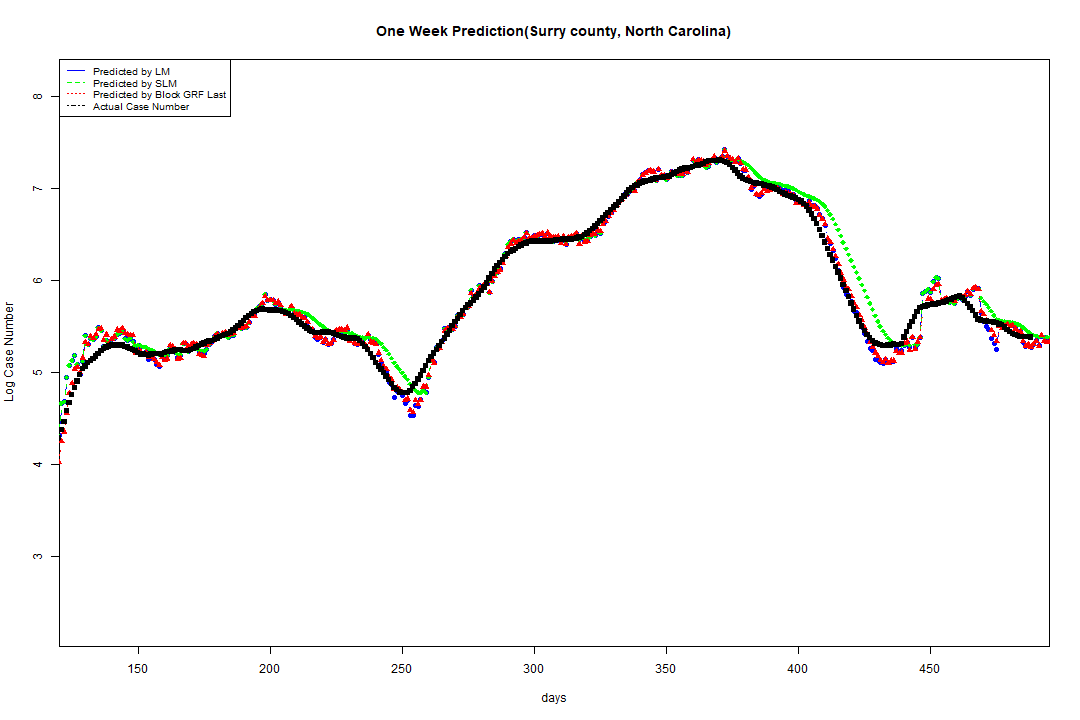 One Week Prediction(Surry county, North Carolina)
Predicted by LM
Predicted by SLM
Predicted by Block GRF Last
Actual Case Number
8
7
6
5
4
3
Log Case Number
150 200 250 300 350 400 450
days